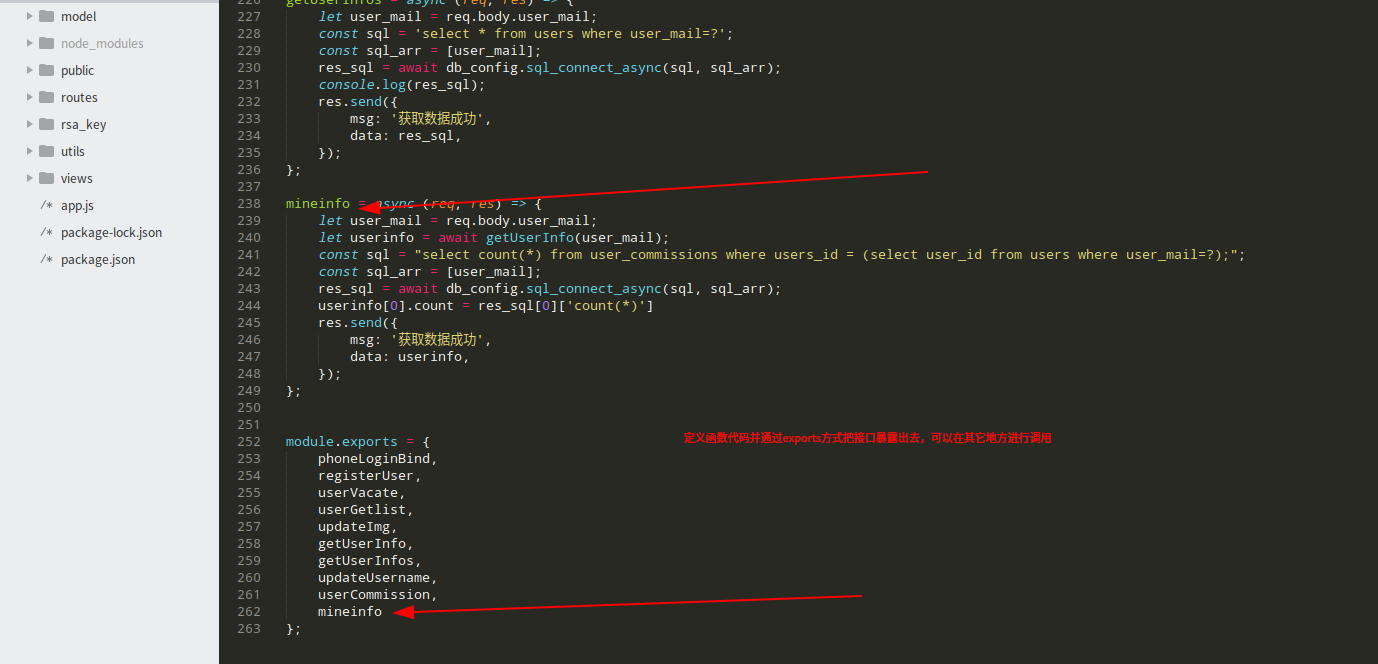 model
node_modules
public
routes
rsa_key
utils
views
/* app.js
/* package-lock.json
/* package.json
226 getUserInfos = async (req, res) => {
227 let user_mail = req.body.user_mail;
228 const sql = 'select * from users where user_mail=?';
229 const sql_arr = [user_mail];
230 res_sql = await db_config.sql_connect_async(sql, sql_arr);
231 console.log(res_sql);
232 res.send({
233 msg: '获取数据成功',
234 data: res_sql,
235 });
236 };
237
238 mineinfo = async (req, res) => {
239 let user_mail = req.body.user_mail;
240 let userinfo = await getUserInfo(user_mail);
241 const sql = "select count(*) from user_commissions where users_id = (select user_id from users where user_mail=?);";
242 const sql_arr = [user_mail];
243 res_sql = await db_config.sql_connect_async(sql, sql_arr);
244 userinfo[0].count = res_sql[0]['count(*)']
245 res.send({
246 msg: '获取数据成功',
247 data: userinfo,
248 });
249 };
250
251
定义函数代码并通过exports方式把接口暴露出去，可以在其它地方进行调用
252 module.exports = {
253 phoneLoginBind,
254 registerUser,
255 userVacate,
256 userGetlist,
257 updateImg,
258 getUserInfo,
259 getUserInfos,
260 updateUsername,
261 userCommission,
262 mineinfo
263 };